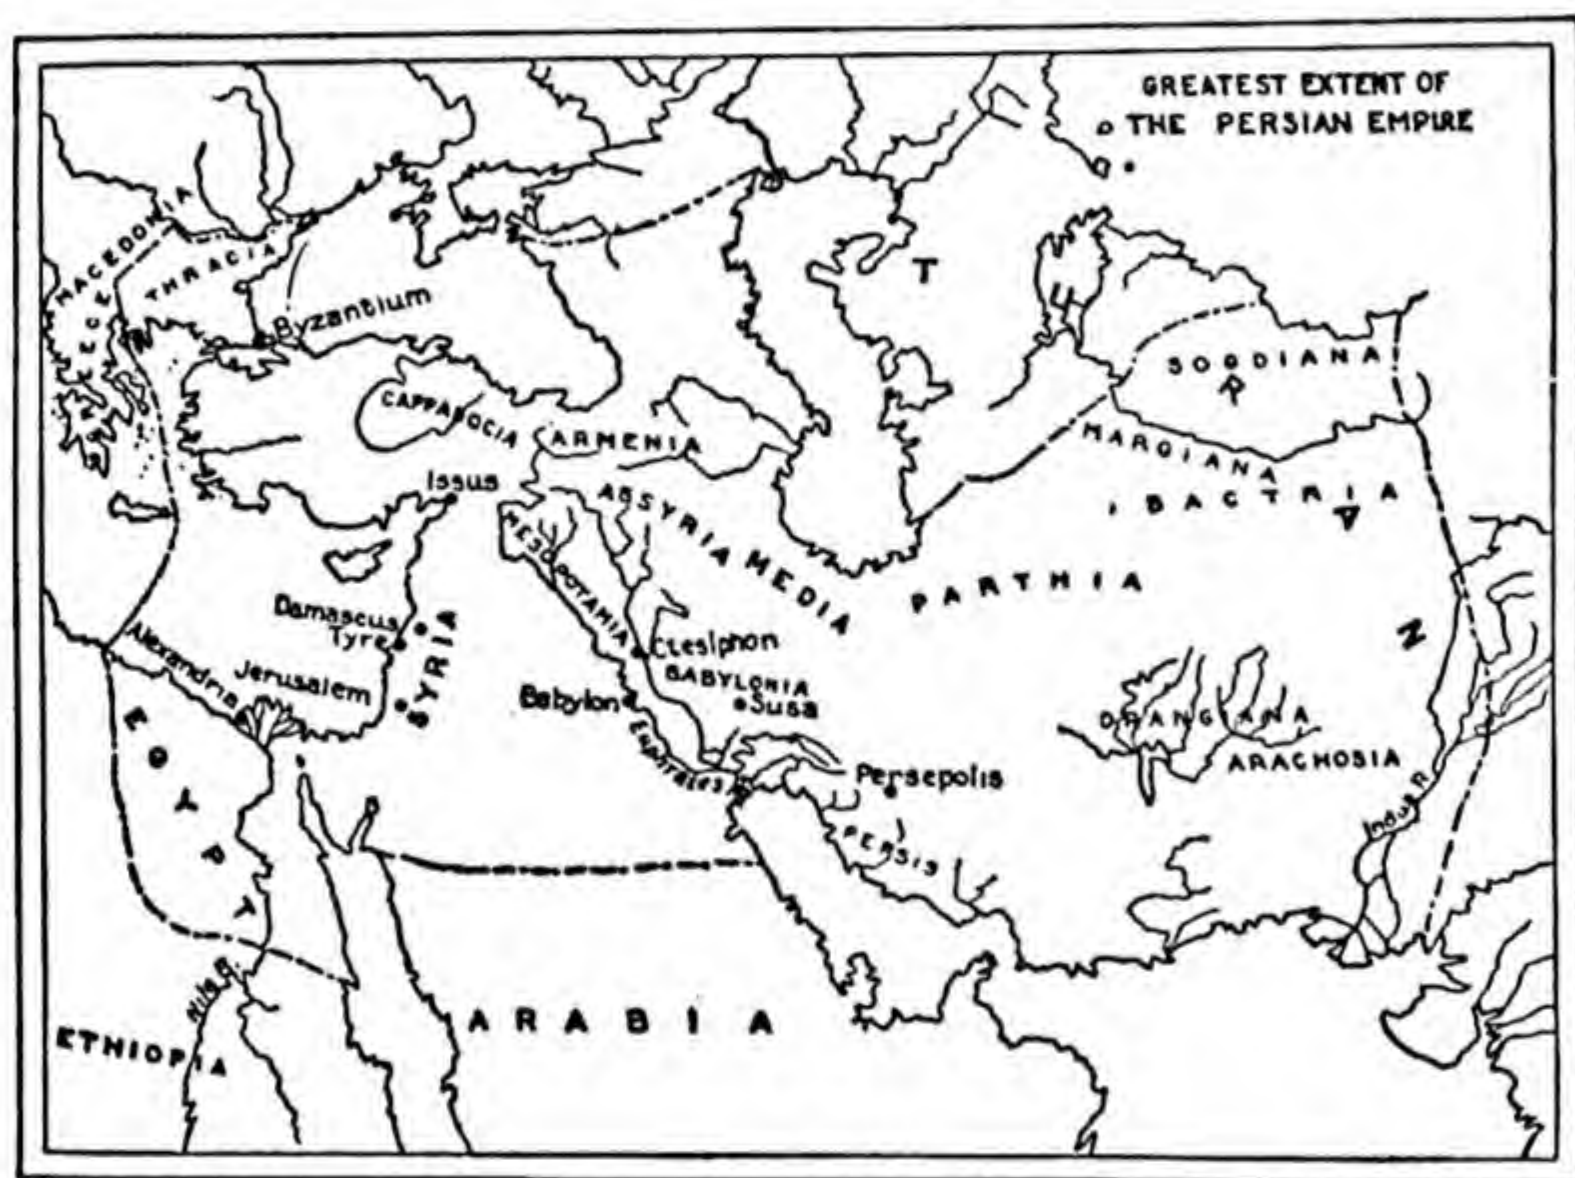 GREATEST EXTENT OF
THE PERSIAN EMPIRE
MACEDONIA
THRACIA
GREECE
Byzantium
TURAN
SOGDIANA
CAPPADOCIA
ARMENIA
MARGIANA
BACTRIA
Issus
ASSYRIA
MESOPOTAMIA
MEDIA
PARTHIA
Damascus
Tyre
SYRIA
Alexandria
Jerusalem
Ctesiphon
BABYLONIA
Babylon
Susa
Euphrates R
EGYPT
DRANGIANA
ARACHOSIA
Persepolis
PERSIS
Indus R.
Nile R.
ARABIA
ETHIOPIA